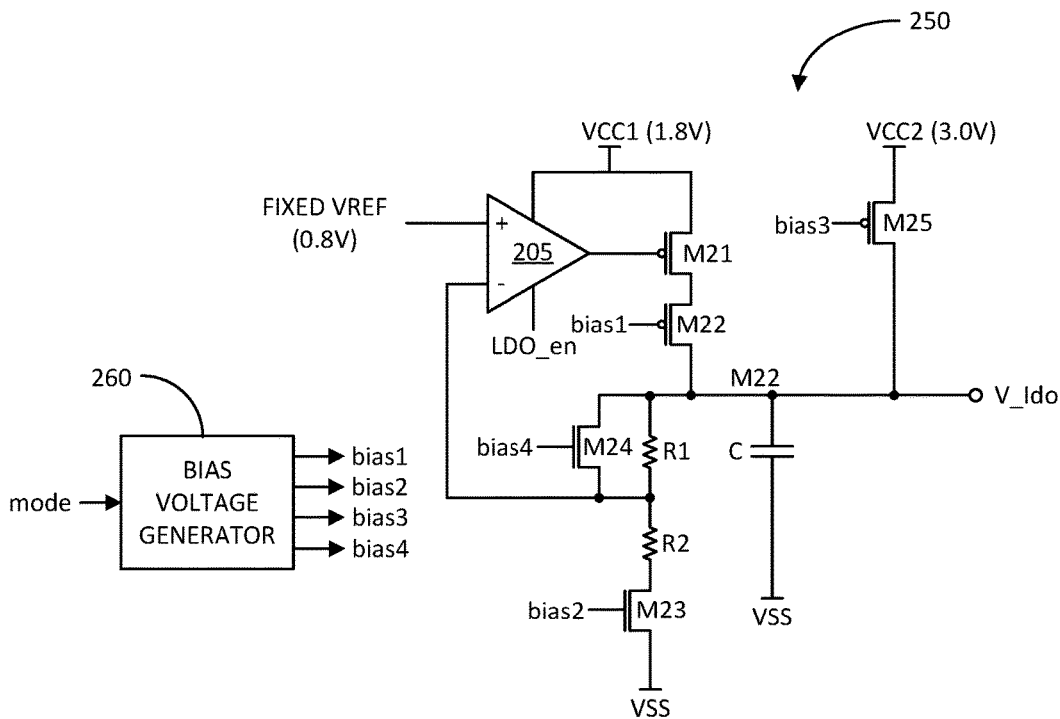 250
VCC1 (1.8V)
VCC2 (3.0V)
FIXED VREF
(0.8V)
+
205
-
LDO_en
M21
bias1
M22
bias3
M25
M22
V_ldo
bias4
M24
R1
C
R2
bias2
M23
VSS
VSS
260
mode
BIAS
VOLTAGE
GENERATOR
bias1
bias2
bias3
bias4